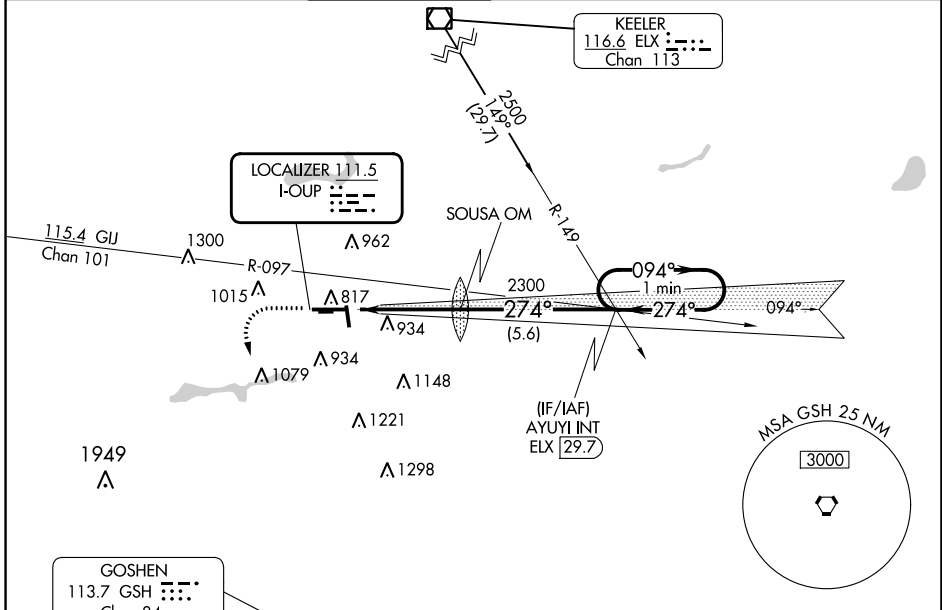 KEELER
116.6 ELX
Chan 113
2500
149°
(29.7)
LOCALIZER 111.5
I-OUP
SOUSA OM
R-149
115.4 GIJ
Chan 101
1300
962
R-097
094°
1 min
2300
274°
274°
094°
(5.6)
1015
817
934
934
1079
1148
(IF/IAF)
AYUYI INT
ELX 29.7
1221
1298
1949
MSA GSH 25 NM
3000
GOSHEN
113.7 GSH